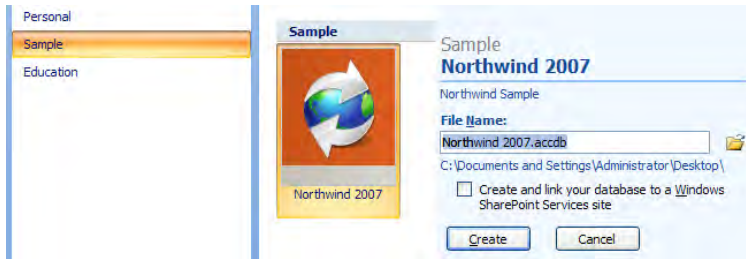 Personal
Sample
Education
Sample
Northwind 2007
Sample
Northwind 2007
Northwind Sample
File Name:
Northwind 2007.accdb
C:\Documents and Settings\Administrator\Desktop\
Create and link your database to a Windows
SharePoint Services site
Create
Cancel